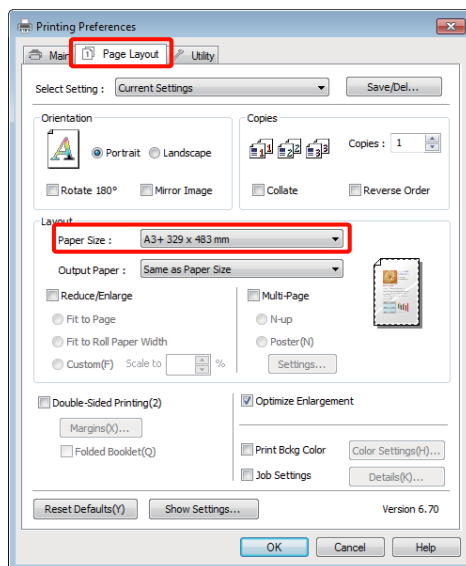 Printing Preferences
Main
Page Layout
Utility
Select Setting : Current Settings
Save/Del...
Orientation
Portrait
Landscape
Rotate 180°
Mirror Image
Copies
Copies : 1
Collate
Reverse Order
Layout
Paper Size : A3+ 329 x 483 mm
Output Paper : Same as Paper Size
Reduce/Enlarge
Fit to Page
Fit to Roll Paper Width
Custom(F) Scale to %
Multi-Page
N-up
Poster(N)
Settings...
Double-Sided Printing(2)
Margins(X)...
Folded Booklet(Q)
Optimize Enlargement
Print Bckg Color
Color Settings(H)...
Job Settings
Details(K)...
Reset Defaults(Y)
Show Settings...
Version 6.70
OK
Cancel
Help